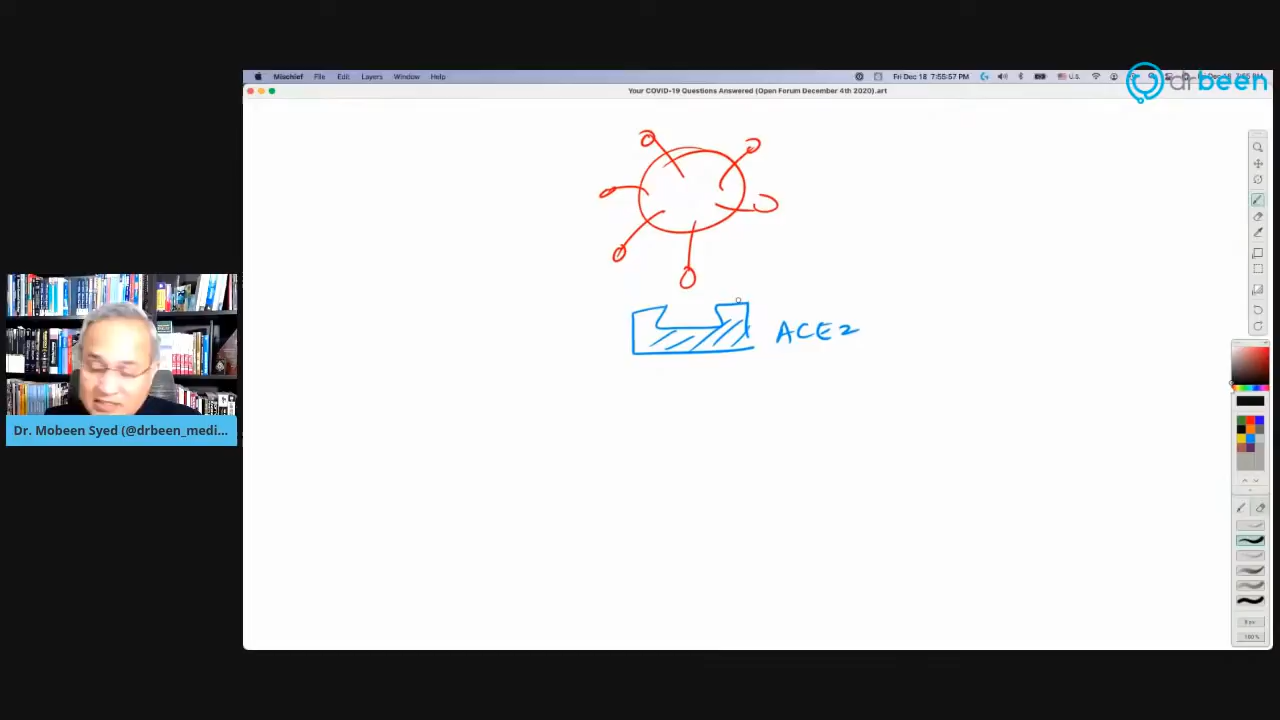 Mischief File Edit Layers Window Help
Fri Dec 18 7:55:57 PM
U.S.
drbeen
Your COVID-19 Questions Answered (Open Forum December 4th 2020).art
ACE2
Dr. Mobeen Syed (@drbeen_medi...
100%